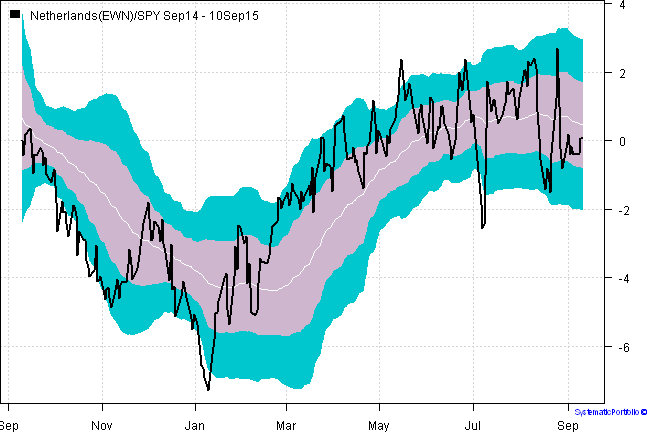 Netherlands(EWN)/SPY Sep14 - 10Sep15
4
2
0
-2
-4
-6
Sep Nov Jan Mar May Jul Sep
SystematicPortfolio ©